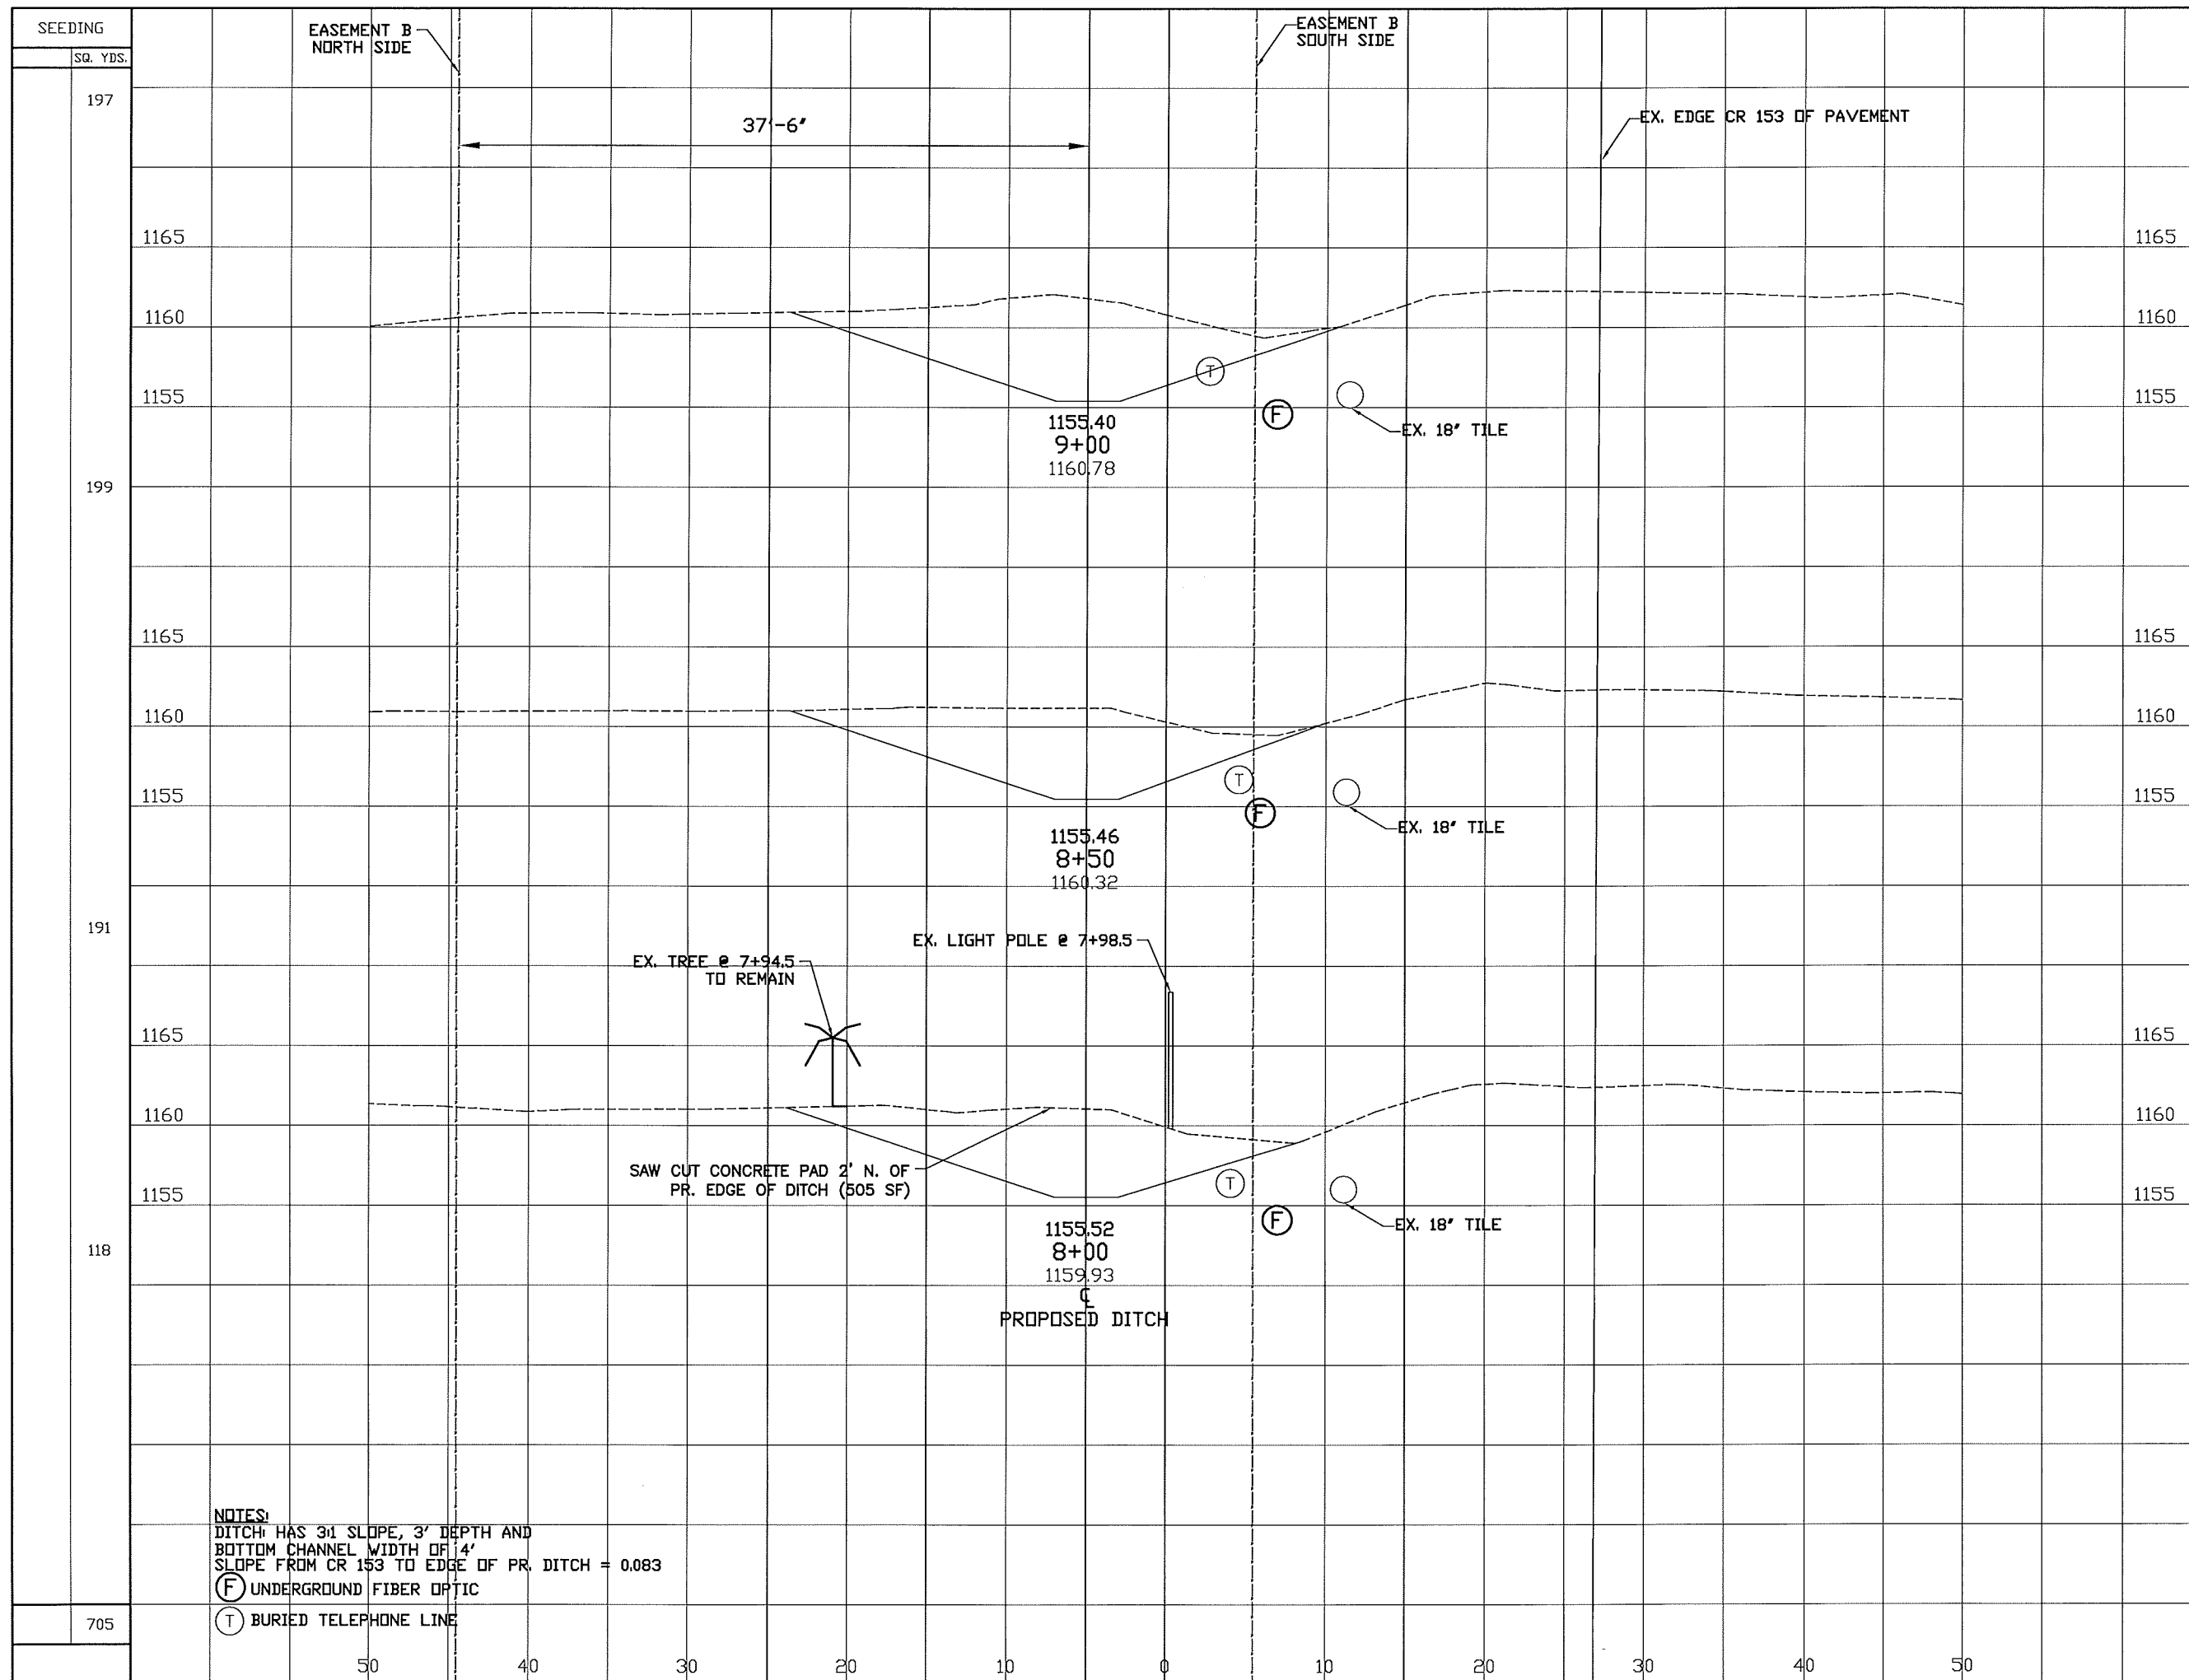 SEEDING
SQ. YDS.
197
199
191
118
705
EASEMENT B
NORTH SIDE
EASEMENT B
SOUTH SIDE
37'-6"
EX. EDGE CR 153 OF PAVEMENT
1165
1165
1160
1160
1155
1155
T
F
EX. 18" TILE
1155.40
9+00
1160.78
1165
1165
1160
1160
1155
1155
T
F
EX. 18" TILE
1155.46
8+50
1160.32
EX. LIGHT POLE @ 7+98.5
EX. TREE @ 7+94.5
TO REMAIN
1165
1165
1160
1160
1155
1155
SAW CUT CONCRETE PAD 2' N. OF
PR. EDGE OF DITCH (505 SF)
T
F
EX. 18" TILE
1155.52
8+00
1159.93
CL
PROPOSED DITCH
NOTES:
DITCH: HAS 3:1 SLOPE, 3' DEPTH AND
BOTTOM CHANNEL WIDTH OF 4'
SLOPE FROM CR 153 TO EDGE OF PR. DITCH = 0.083
F UNDERGROUND FIBER OPTIC
T BURIED TELEPHONE LINE
50 40 30 20 10 0 10 20 30 40 50